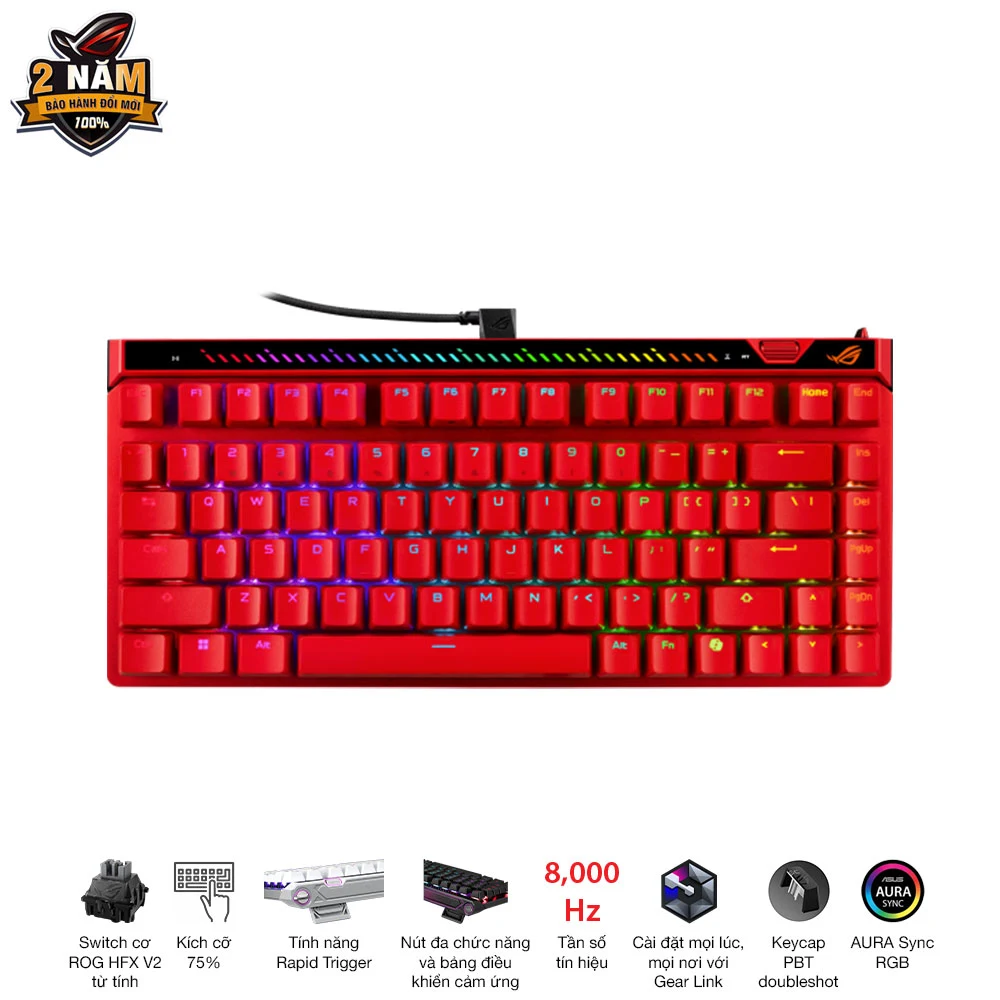 2 NĂM
BẢO HÀNH ĐỔI MỚI
100%
F1 F2 F3 F4 F5 F6 F7 F8 F9 F10 F11 F12 Home End
1 2 3 4 5 6 7 8 9 0 - _ = + Ins
Q W E R T Y U I O P [ { ] } \ | Del
A S D F G H J K L ; : ' " PgUp
Z X C V B M N , < . > / ? PgDn
Ctrl Alt Alt Fn
8,000
Hz
ASUS
AURA
SYNC
Switch cơ
ROG HFX V2
từ tính
Kích cỡ
75%
Tính năng
Rapid Trigger
Nút đa chức năng
và bảng điều
khiển cảm ứng
Tần số
tín hiệu
Cài đặt mọi lúc,
mọi nơi với
Gear Link
Keycap
PBT
doubleshot
AURA Sync
RGB